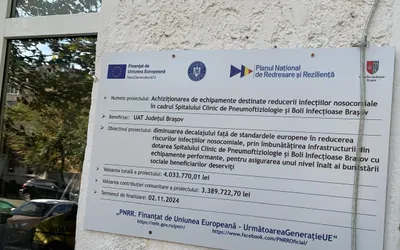 Finanțat de
Uniunea Europeană
NextGenerationEU
Planul Național
de Redresare și Reziliență
Numele proiectului: Achiziționarea de echipamente destinate reducerii infecțiilor nosocomiale
în cadrul Spitalului Clinic de Pneumoftiziologie și Boli Infecțioase Brașov
Beneficiar: UAT Județul Brașov
Obiectivul proiectului: diminuarea decalajului față de standardele europene în reducerea
riscurilor infecțiilor nosocomiale, prin îmbunătățirea infrastructurii din
dotarea Spitalului Clinic de Pneumoftiziologie și Boli Infecțioase Brașov cu
echipamente performante, pentru asigurarea unui nivel înalt al bunăstării
sociale beneficiarilor deserviți
Valoarea totală a proiectului: 4.033.770,01 lei
Valoarea contribuției comunitare a proiectului: 3.389.722,70 lei
Termenul de finalizare: 02.11.2024
„PNRR. Finanțat de Uniunea Europeană – UrmătoareaGenerațieUE”
https://mfe.gov.ro/pnrr/ https://www.facebook.com/PNRROficial/